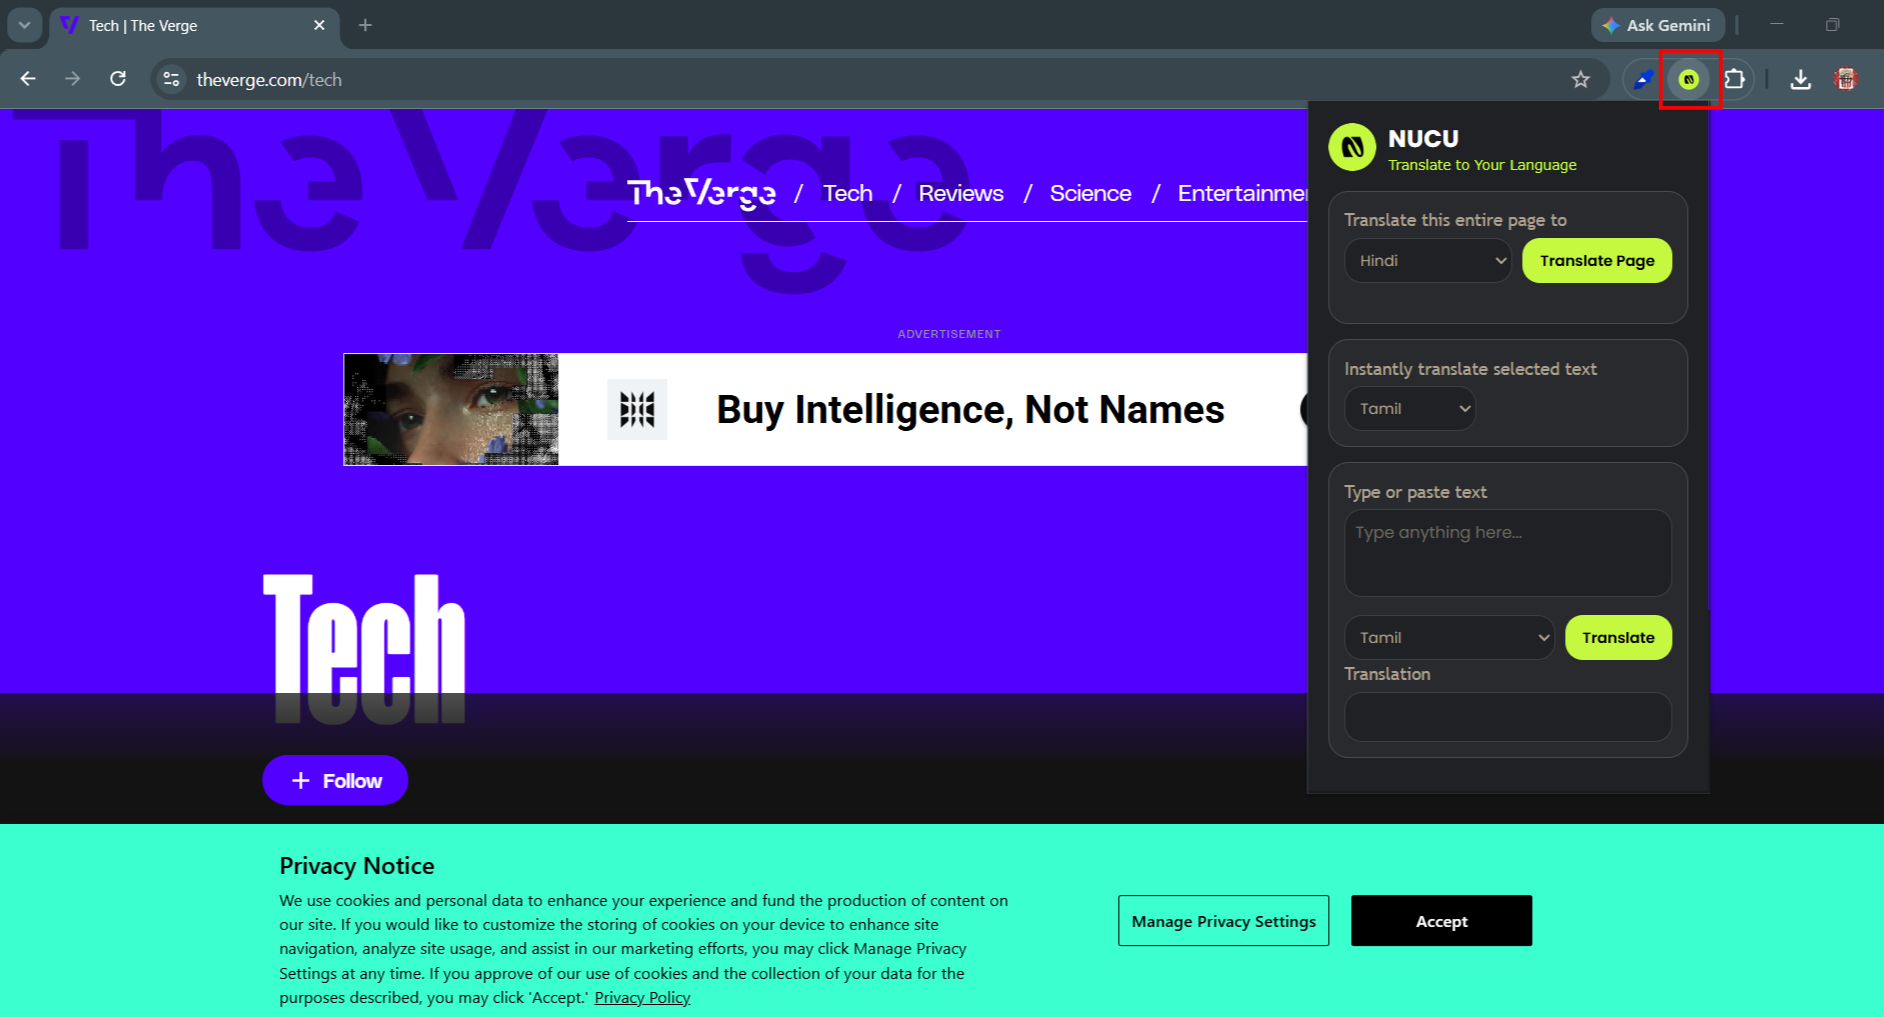 Tech | The Verge
Ask Gemini
theverge.com/tech
The Verge
NUCU
Translate to Your Language
The Verge / Tech / Reviews / Science / Entertainmen
Translate this entire page to
Hindi
Translate Page
ADVERTISEMENT
Instantly translate selected text
Tamil
Buy Intelligence, Not Names
Type or paste text
Type anything here...
Tamil
Translate
Translation
Tech
+ Follow
Privacy Notice
We use cookies and personal data to enhance your experience and fund the production of content on
our site. If you would like to customize the storing of cookies on your device to enhance site
navigation, analyze site usage, and assist in our marketing efforts, you may click Manage Privacy
Settings at any time. If you approve of our use of cookies and the collection of your data for the
purposes described, you may click 'Accept.' Privacy Policy
Manage Privacy Settings
Accept